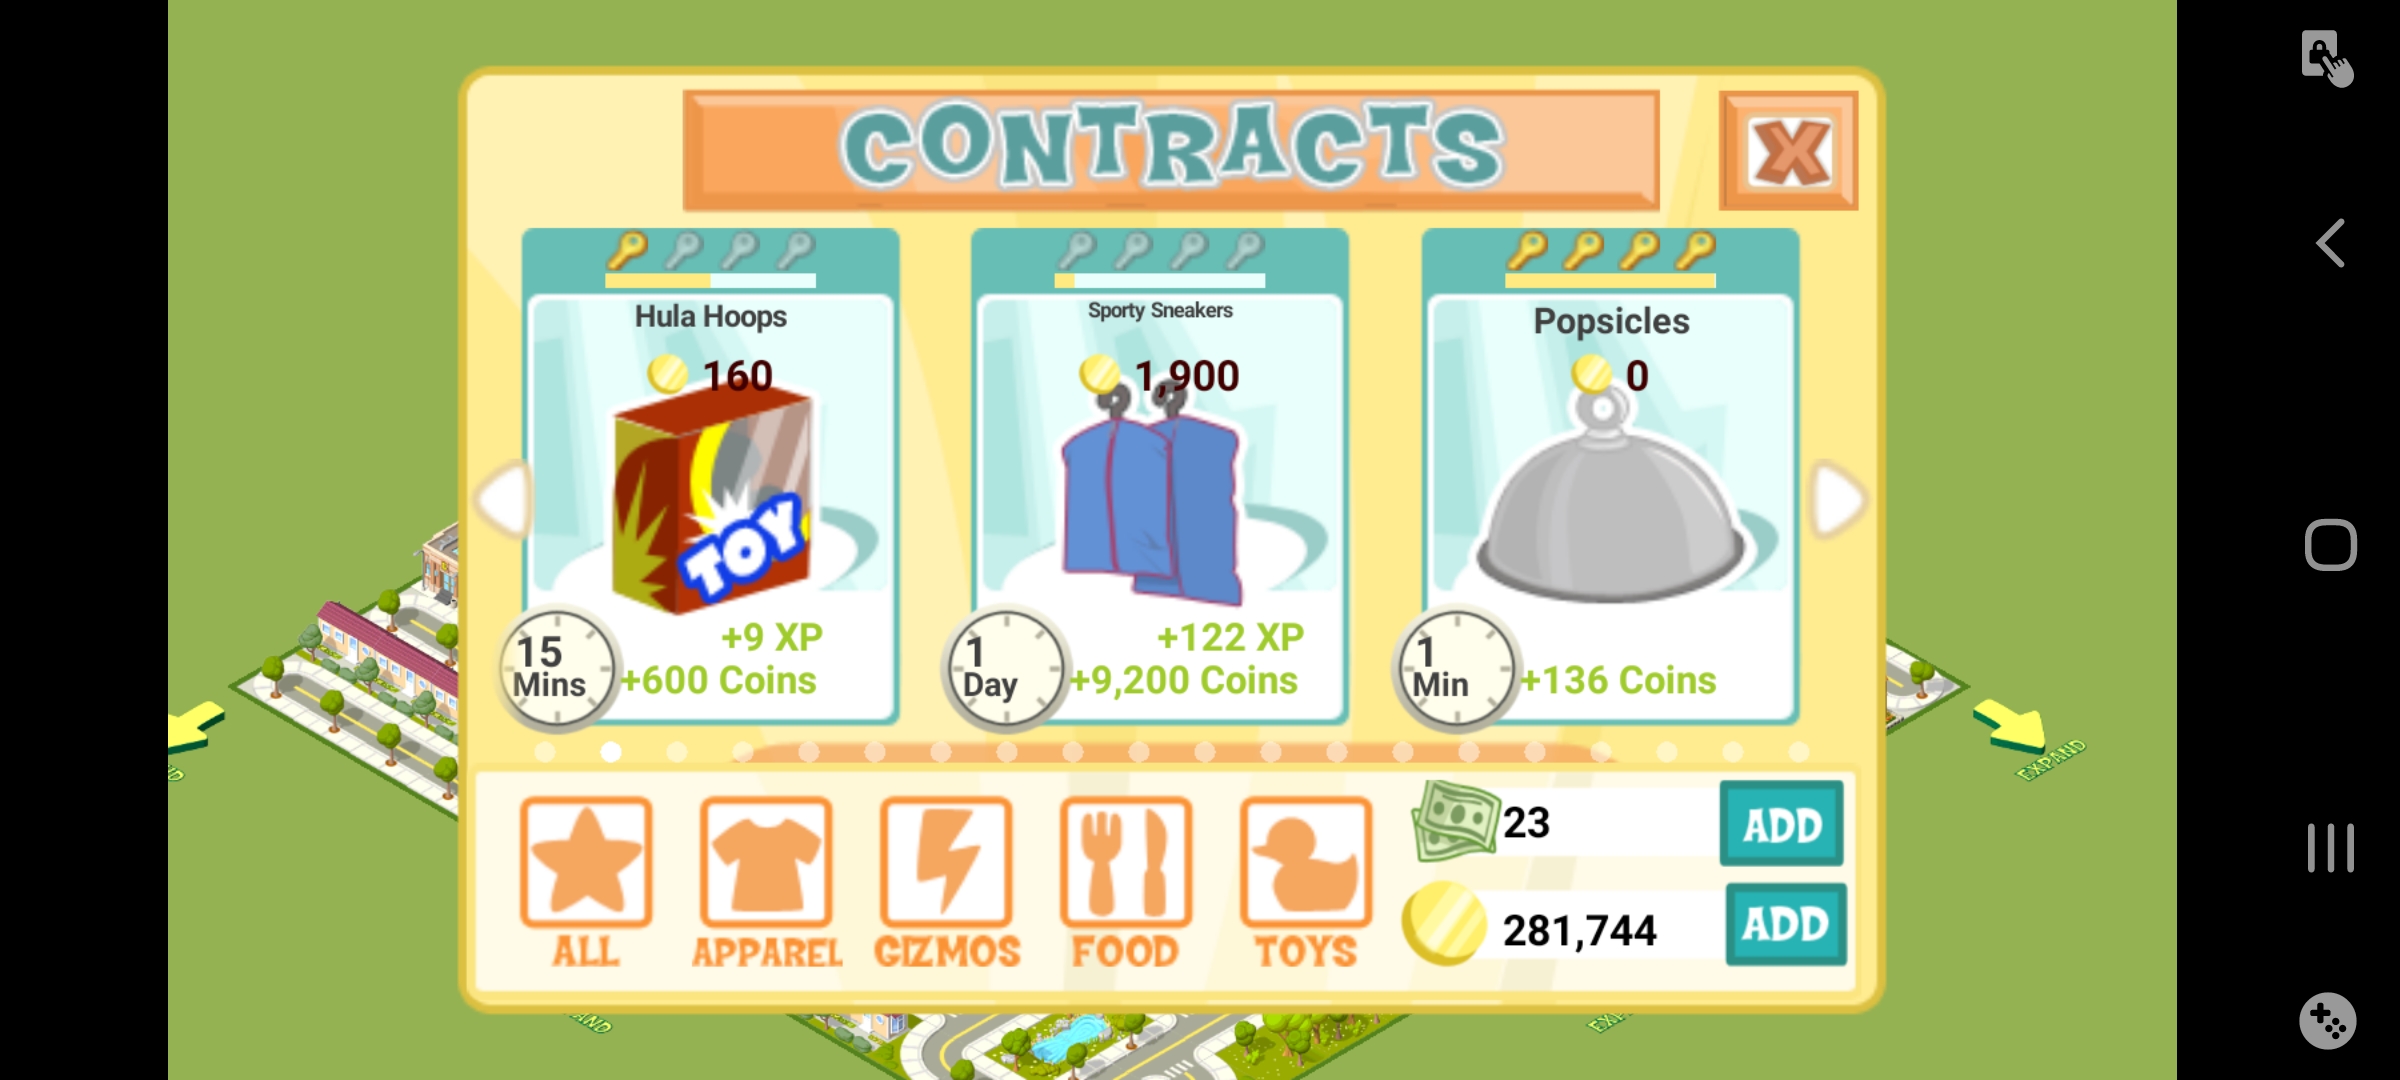 CONTRACTS
X
Hula Hoops
160
TOY
15
Mins
+9 XP
+600 Coins
Sporty Sneakers
1,900
1
Day
+122 XP
+9,200 Coins
Popsicles
0
1
Min
+136 Coins
EXPAND
23
ADD
281,744
ADD
ALL
APPAREL
GIZMOS
FOOD
TOYS